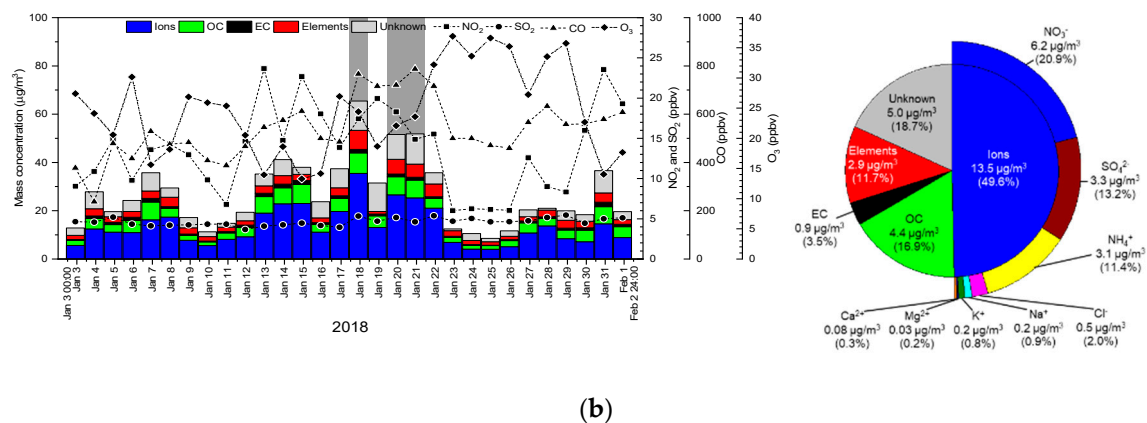 Ions OC EC Elements Unknown NO2 SO2 CO O3
Mass concentration (µg/m³)
100
80
60
40
20
0
30
25
20
15
10
5
0
NO2 and SO2 (ppbv)
1000
800
600
400
200
0
CO (ppbv)
40
35
30
25
20
15
10
5
0
O3 (ppbv)
Jan 3 00:00
Jan 3
Jan 4
Jan 5
Jan 6
Jan 7
Jan 8
Jan 9
Jan 10
Jan 11
Jan 12
Jan 13
Jan 14
Jan 15
Jan 16
Jan 17
Jan 18
Jan 19
Jan 20
Jan 21
Jan 22
Jan 23
Jan 24
Jan 25
Jan 26
Jan 27
Jan 28
Jan 29
Jan 30
Jan 31
Feb 1
Feb 2 24:00
2018
NO3-
6.2 µg/m³
(20.9%)
Unknown
5.0 µg/m³
(18.7%)
Elements
2.9 µg/m³
(11.7%)
Ions
13.5 µg/m³
(49.6%)
SO4 2-
3.3 µg/m³
(13.2%)
EC
0.9 µg/m³
(3.5%)
OC
4.4 µg/m³
(16.9%)
NH4+
3.1 µg/m³
(11.4%)
Ca2+
0.08 µg/m³
(0.3%)
Mg2+
0.03 µg/m³
(0.2%)
K+
0.2 µg/m³
(0.8%)
Na+
0.2 µg/m³
(0.9%)
Cl-
0.5 µg/m³
(2.0%)
(b)